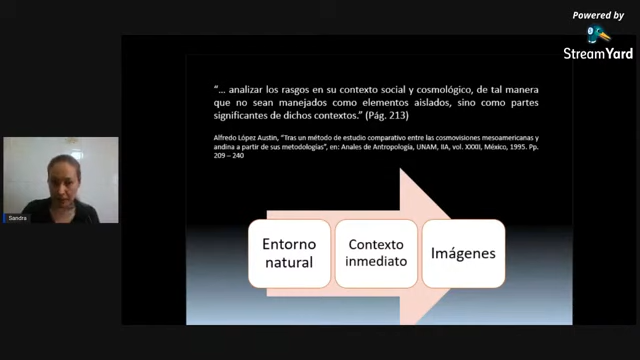 Powered by
StreamYard
“… analizar los rasgos en su contexto social y cosmológico, de tal manera
que no sean manejados como elementos aislados, sino como partes
significantes de dichos contextos.” (Pág. 213)
Alfredo López Austin, “Tras un método de estudio comparativo entre las cosmovisiones mesoamericanas y
andina a partir de sus metodologías”, en: Anales de Antropología, UNAM, IIA, vol. XXXII, México, 1995. Pp.
209 – 240
Sandra
Entorno
natural
Contexto
inmediato
Imágenes